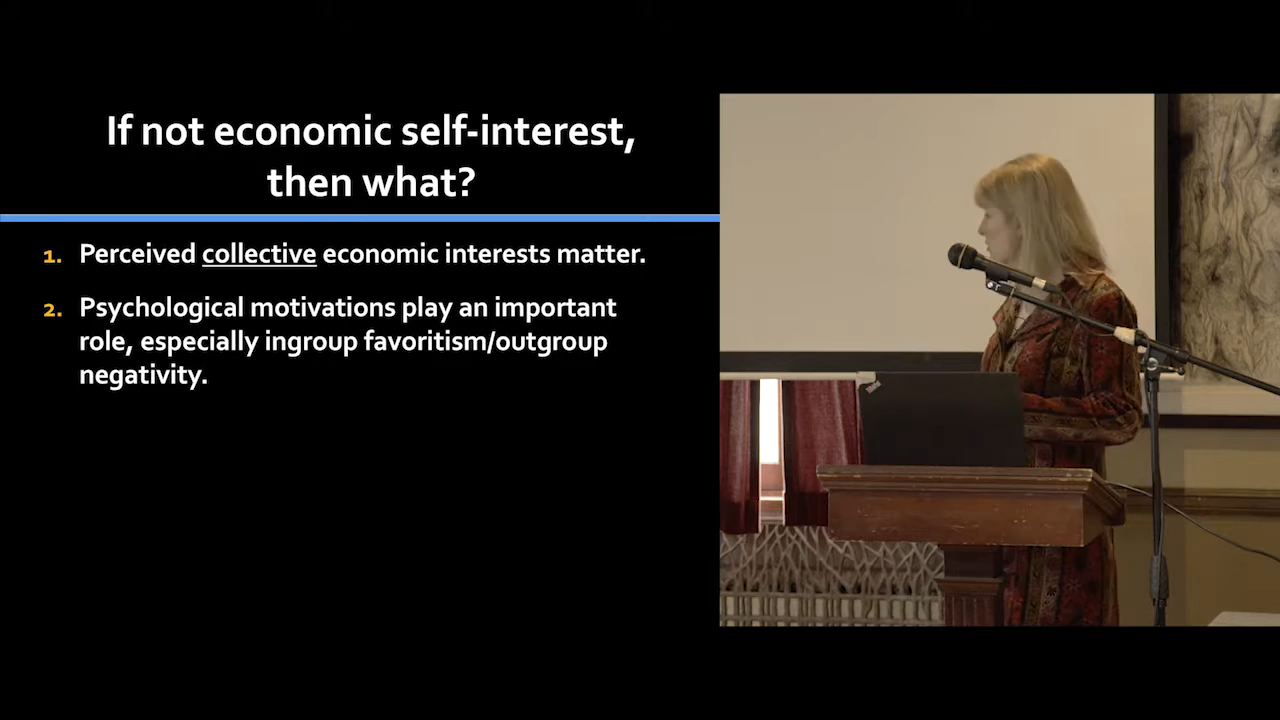 If not economic self-interest,
then what?
1. Perceived collective economic interests matter.
2. Psychological motivations play an important
role, especially ingroup favoritism/outgroup
negativity.